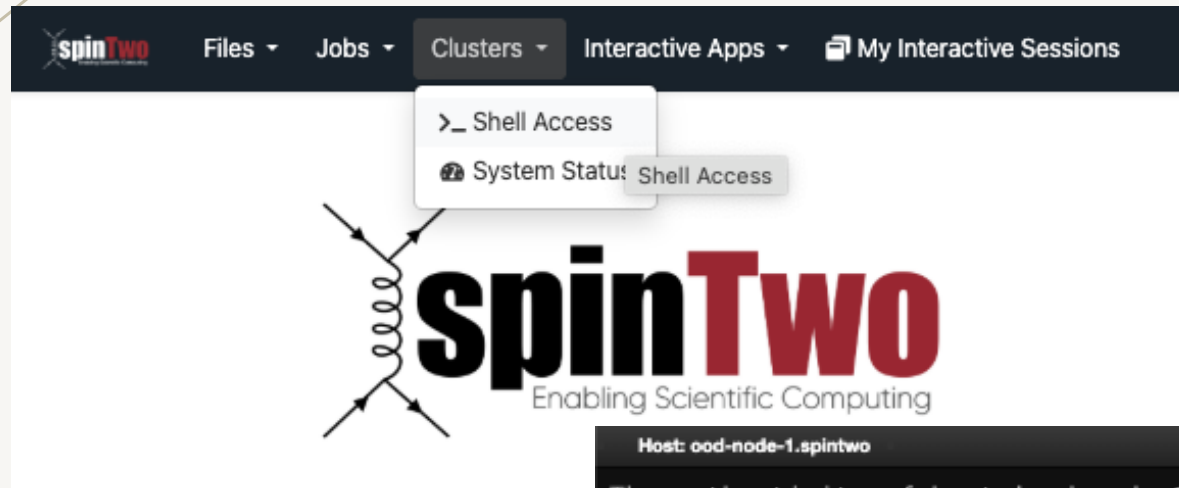 spinTwo Files Jobs Clusters Interactive Apps My Interactive Sessions
>_ Shell Access
System Status
Shell Access
spinTwo
Enabling Scientific Computing
Host: ood-node-1.spintwo